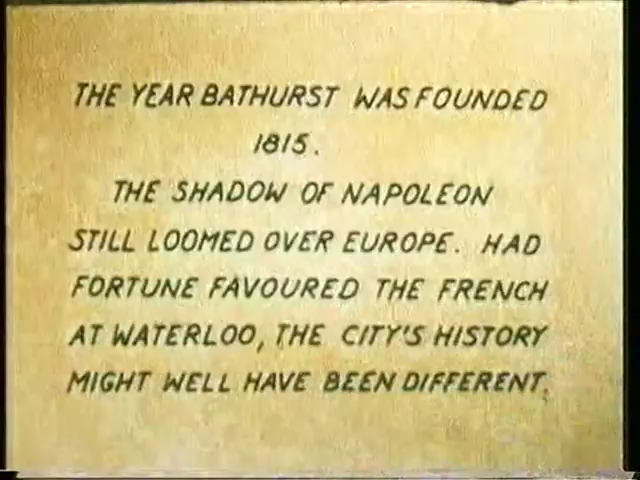 THE YEAR BATHURST WAS FOUNDED
1815.
THE SHADOW OF NAPOLEON
STILL LOOMED OVER EUROPE. HAD
FORTUNE FAVOURED THE FRENCH
AT WATERLOO, THE CITY'S HISTORY
MIGHT WELL HAVE BEEN DIFFERENT.